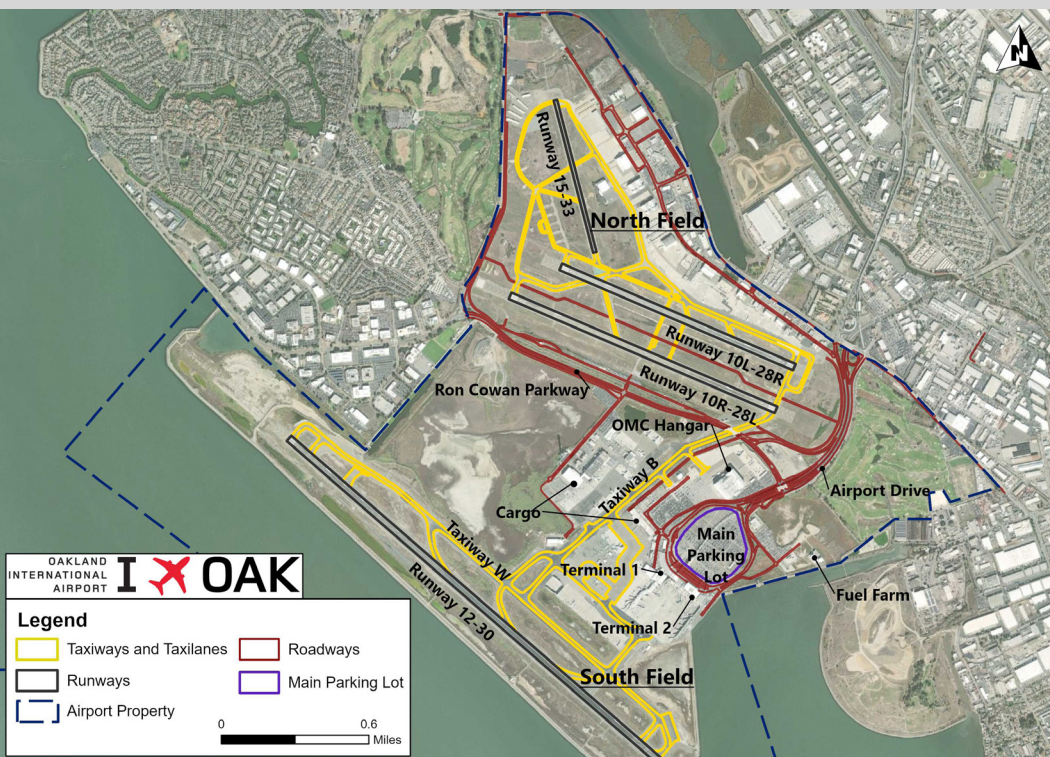 N
Runway 15-33
North Field
Runway 10L-28R
Runway 10R-28L
Ron Cowan Parkway
OMC Hangar
Taxiway B
Airport Drive
Cargo
Main
Parking
Lot
Taxiway W
Terminal 1
Runway 12-30
Fuel Farm
Terminal 2
South Field
OAKLAND
INTERNATIONAL
AIRPORT
I OAK
Legend
Taxiways and Taxilanes
Roadways
Runways
Main Parking Lot
Airport Property
0 0.6
Miles